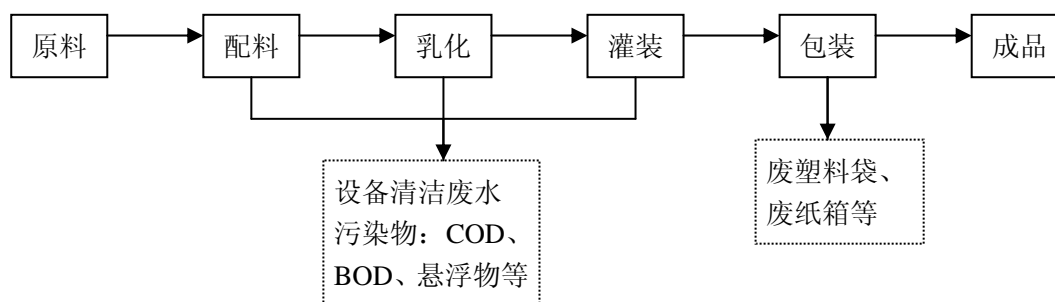 原料
配料
乳化
灌装
包装
成品
设备清洁废水
污染物：COD、
BOD、悬浮物等
废塑料袋、
废纸箱等